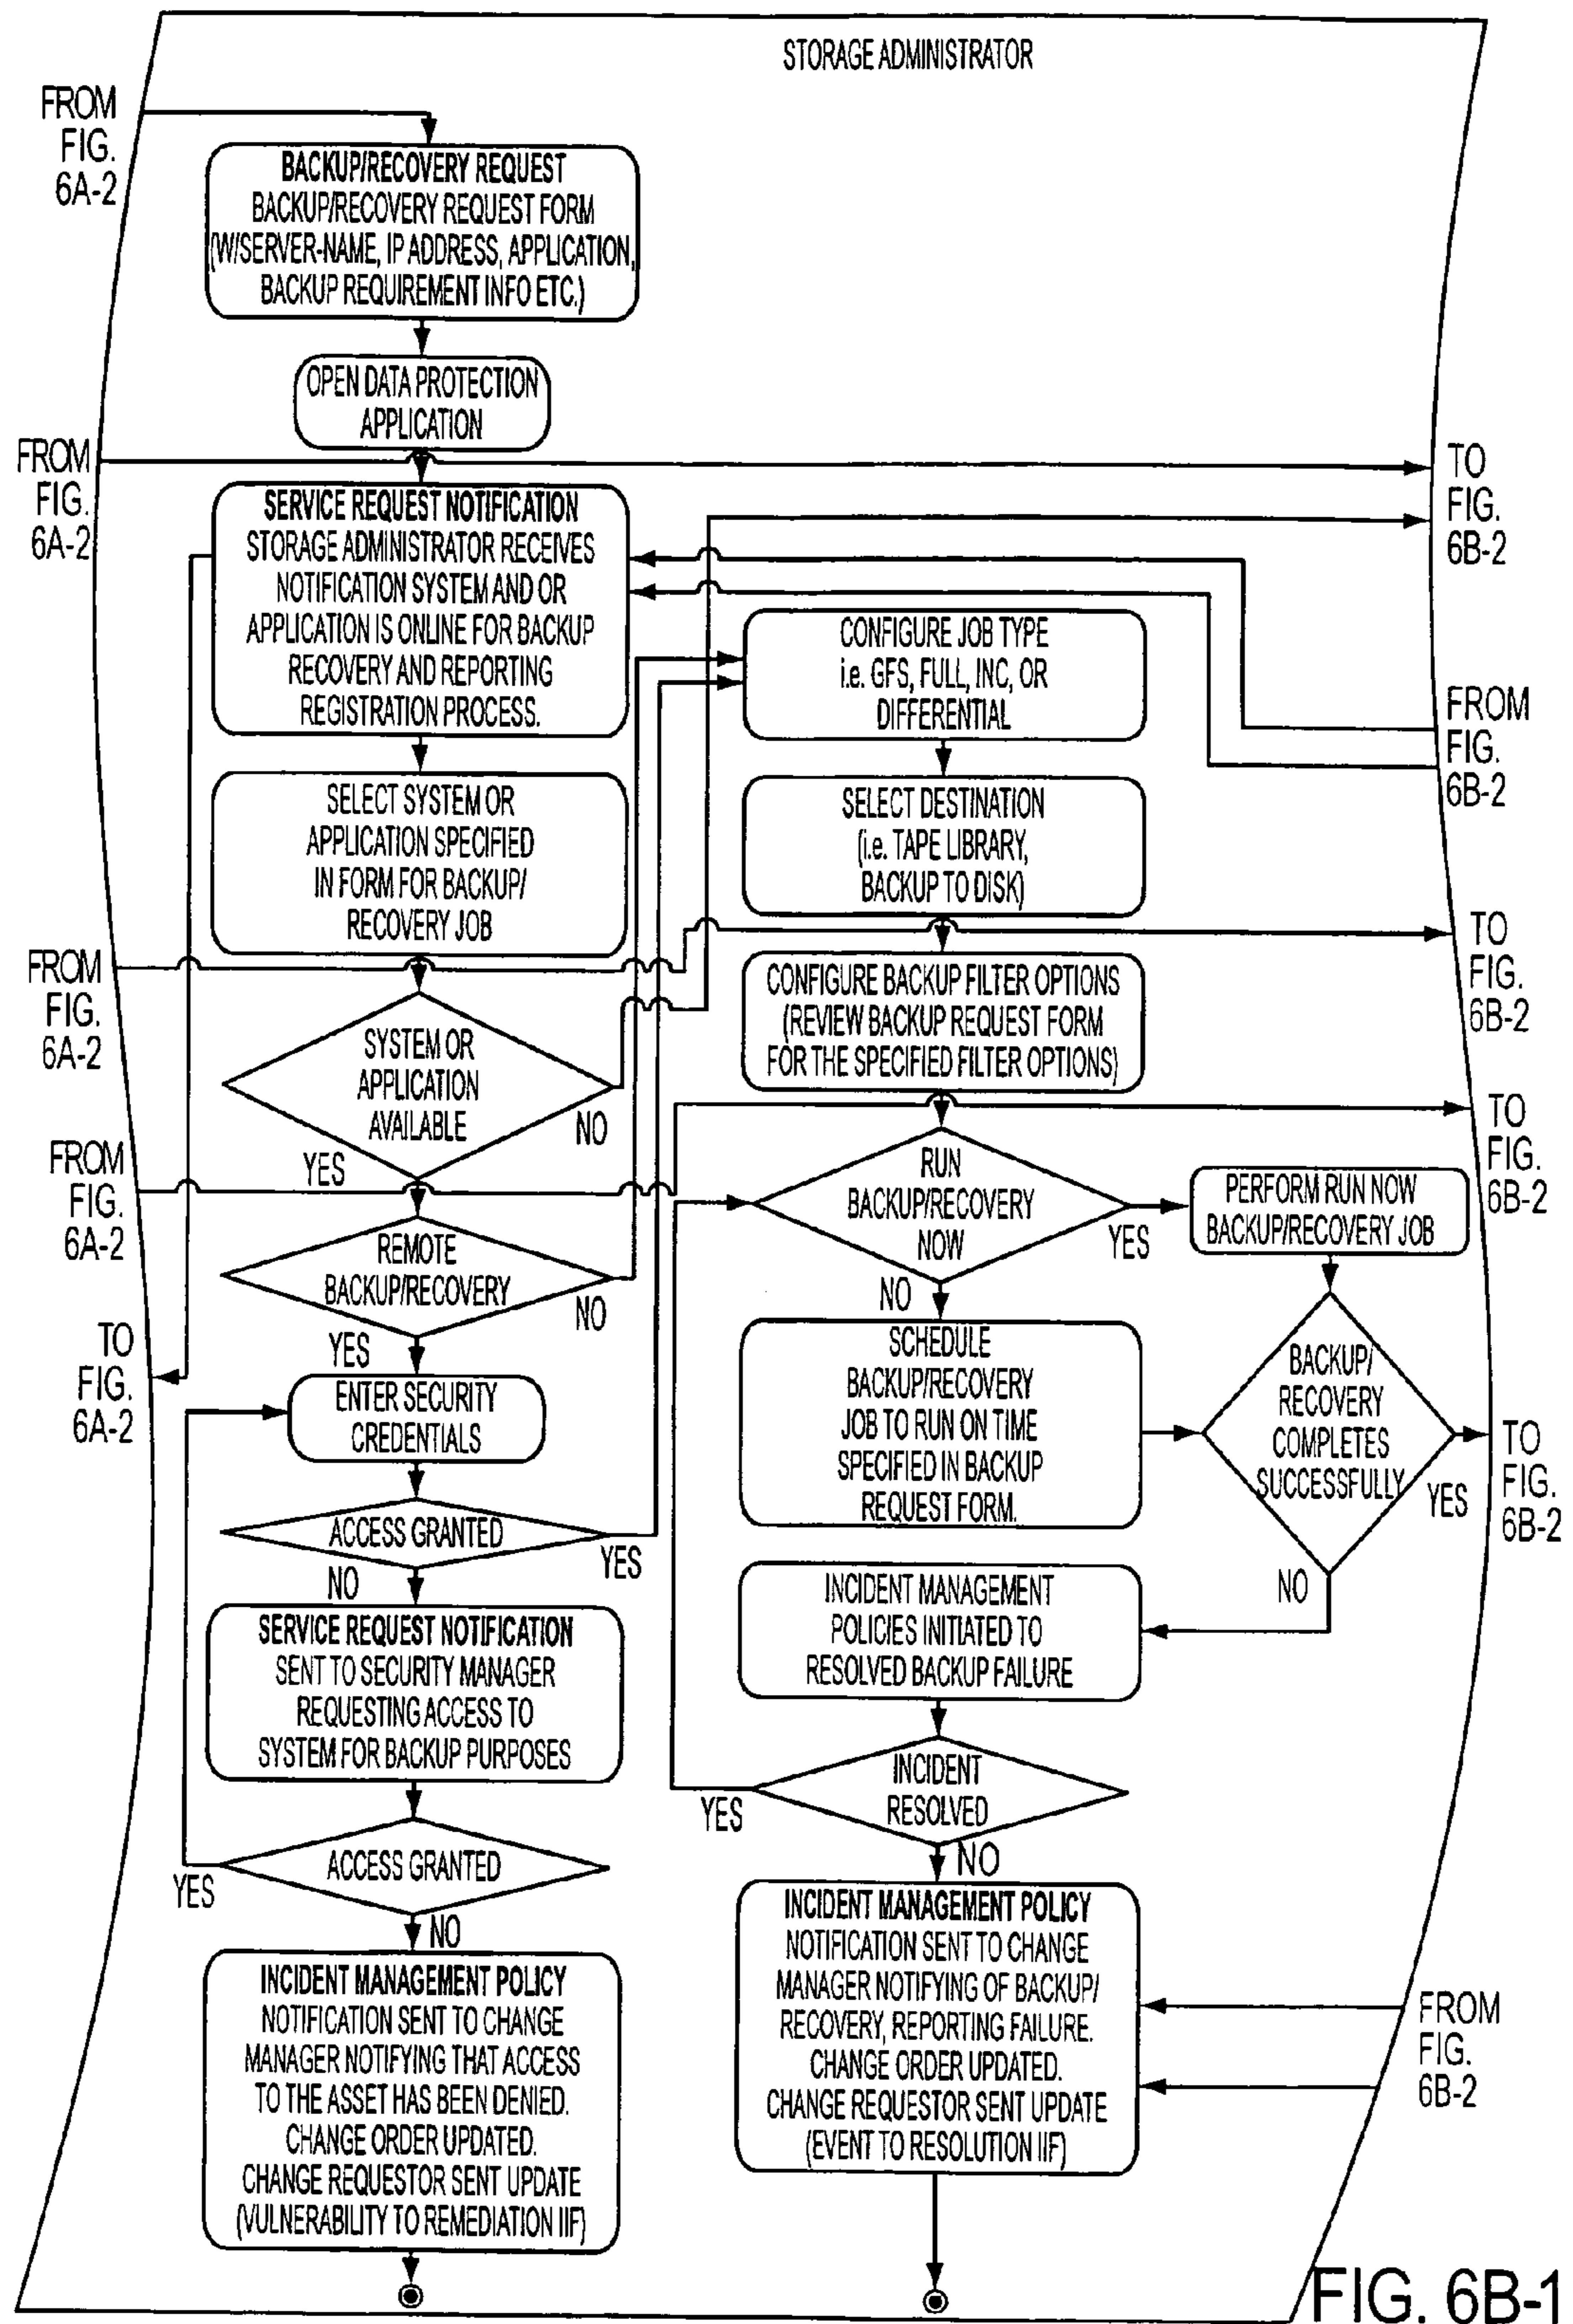 STORAGE ADMINISTRATOR
FROM
FIG.
6A-2
BACKUP/RECOVERY REQUEST
BACKUP/RECOVERY REQUEST FORM
(W/SERVER-NAME, IP ADDRESS, APPLICATION,
BACKUP REQUIREMENT INFO ETC.)
OPEN DATA PROTECTION
APPLICATION
FROM
FIG.
6A-2
TO
FIG.
6B-2
SERVICE REQUEST NOTIFICATION
STORAGE ADMINISTRATOR RECEIVES
NOTIFICATION SYSTEM AND OR
APPLICATION IS ONLINE FOR BACKUP
RECOVERY AND REPORTING
REGISTRATION PROCESS.
SELECT SYSTEM OR
APPLICATION SPECIFIED
IN FORM FOR BACKUP/
RECOVERY JOB
FROM
FIG.
6A-2
SYSTEM OR
APPLICATION
AVAILABLE
NO
YES
FROM
FIG.
6A-2
REMOTE
BACKUP/RECOVERY
NO
YES
TO
FIG.
6A-2
ENTER SECURITY
CREDENTIALS
ACCESS GRANTED
YES
NO
SERVICE REQUEST NOTIFICATION
SENT TO SECURITY MANAGER
REQUESTING ACCESS TO
SYSTEM FOR BACKUP PURPOSES
ACCESS GRANTED
YES
NO
INCIDENT MANAGEMENT POLICY
NOTIFICATION SENT TO CHANGE
MANAGER NOTIFYING THAT ACCESS
TO THE ASSET HAS BEEN DENIED.
CHANGE ORDER UPDATED.
CHANGE REQUESTOR SENT UPDATE
(VULNERABILITY TO REMEDIATION IIF)
CONFIGURE JOB TYPE
i.e. GFS, FULL, INC, OR
DIFFERENTIAL
FROM
FIG.
6B-2
SELECT DESTINATION
(i.e. TAPE LIBRARY,
BACKUP TO DISK)
TO
FIG.
6B-2
CONFIGURE BACKUP FILTER OPTIONS
(REVIEW BACKUP REQUEST FORM
FOR THE SPECIFIED FILTER OPTIONS)
TO
FIG.
6B-2
RUN
BACKUP/RECOVERY
NOW
YES
NO
PERFORM RUN NOW
BACKUP/RECOVERY JOB
SCHEDULE
BACKUP/RECOVERY
JOB TO RUN ON TIME
SPECIFIED IN BACKUP
REQUEST FORM.
BACKUP/
RECOVERY
COMPLETES
SUCCESSFULLY
YES
NO
TO
FIG.
6B-2
INCIDENT MANAGEMENT
POLICIES INITIATED TO
RESOLVED BACKUP FAILURE
INCIDENT
RESOLVED
YES
NO
INCIDENT MANAGEMENT POLICY
NOTIFICATION SENT TO CHANGE
MANAGER NOTIFYING OF BACKUP/
RECOVERY, REPORTING FAILURE.
CHANGE ORDER UPDATED.
CHANGE REQUESTOR SENT UPDATE
(EVENT TO RESOLUTION IIF)
FROM
FIG.
6B-2
FIG. 6B-1